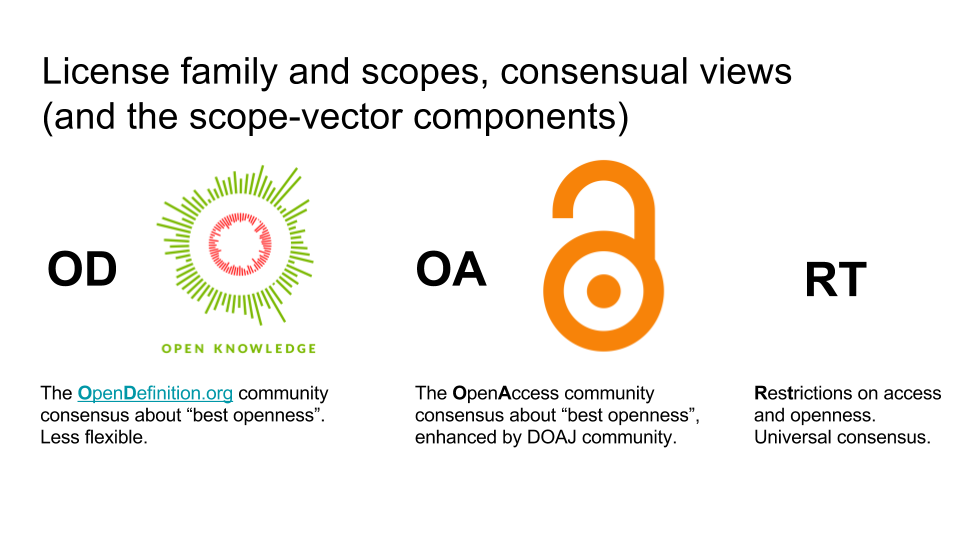 License family and scopes, consensual views
(and the scope-vector components)
OD
OPEN KNOWLEDGE
The OpenDefinition.org community
consensus about “best openness”.
Less flexible.
OA
The OpenAccess community
consensus about “best openness”,
enhanced by DOAJ community.
RT
Restrictions on access
and openness.
Universal consensus.